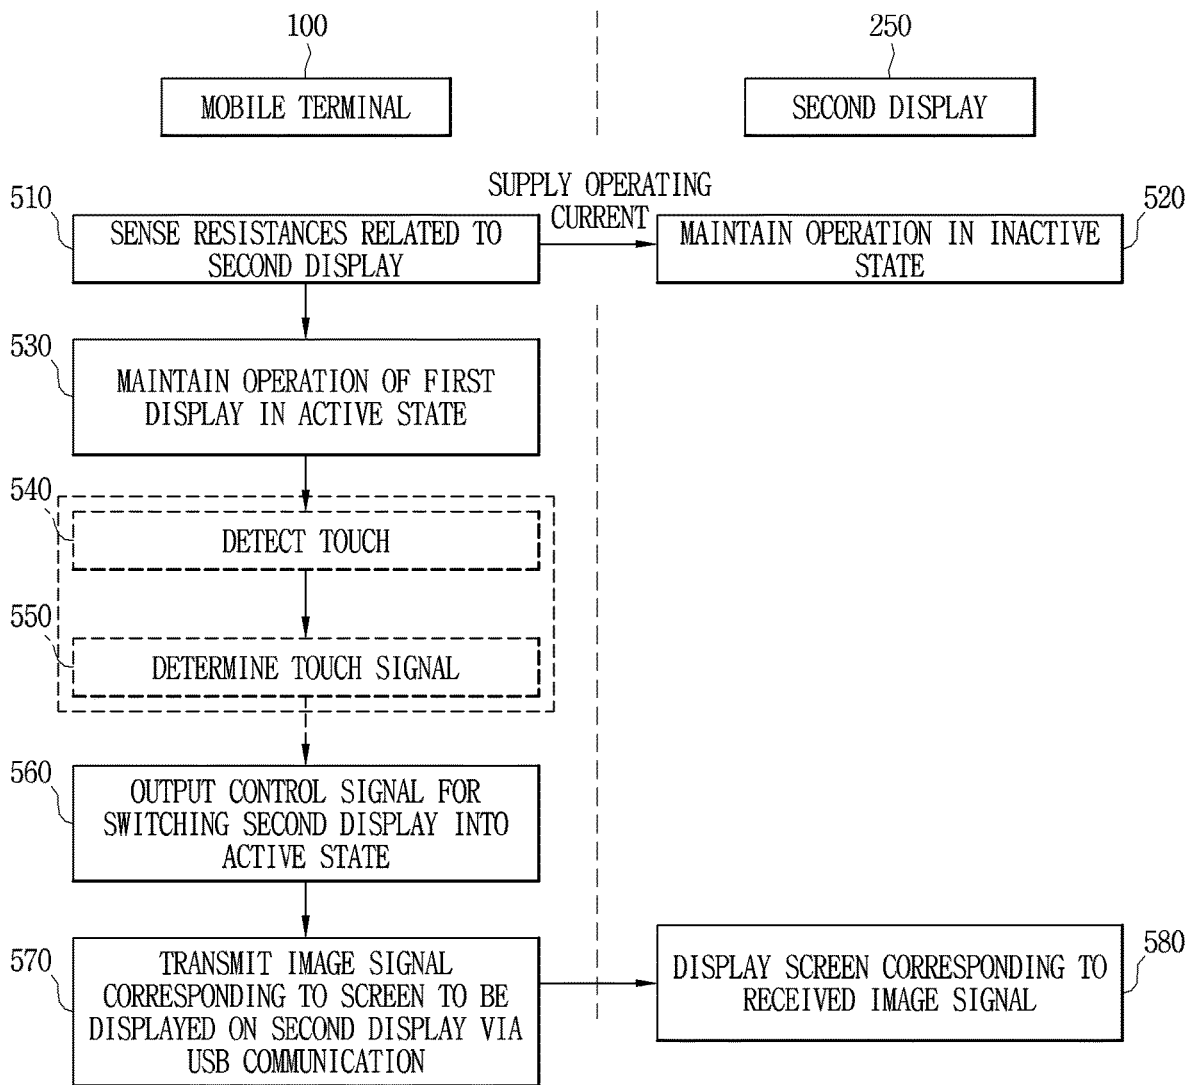 100
250
MOBILE TERMINAL
SECOND DISPLAY
510
SENSE RESISTANCES RELATED TO
SECOND DISPLAY
SUPPLY OPERATING
CURRENT
520
MAINTAIN OPERATION IN INACTIVE
STATE
530
MAINTAIN OPERATION OF FIRST
DISPLAY IN ACTIVE STATE
540
DETECT TOUCH
550
DETERMINE TOUCH SIGNAL
560
OUTPUT CONTROL SIGNAL FOR
SWITCHING SECOND DISPLAY INTO
ACTIVE STATE
570
TRANSMIT IMAGE SIGNAL
CORRESPONDING TO SCREEN TO BE
DISPLAYED ON SECOND DISPLAY VIA
USB COMMUNICATION
580
DISPLAY SCREEN CORRESPONDING TO
RECEIVED IMAGE SIGNAL